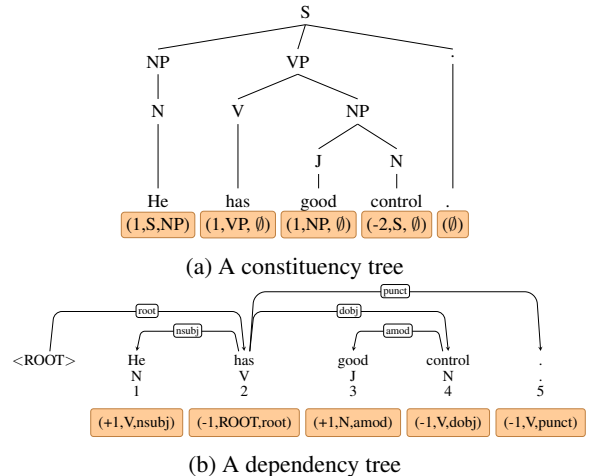 S
NP VP .
N V NP
J N
He has good control .
(1,S,NP) (1,VP, ∅) (1,NP, ∅) (-2,S, ∅) (∅)
(a) A constituency tree
punct
root dobj
nsubj amod
<ROOT> He has good control .
N V J N .
1 2 3 4 5
(+1,V,nsubj) (-1,ROOT,root) (+1,N,amod) (-1,V,dobj) (-1,V,punct)
(b) A dependency tree